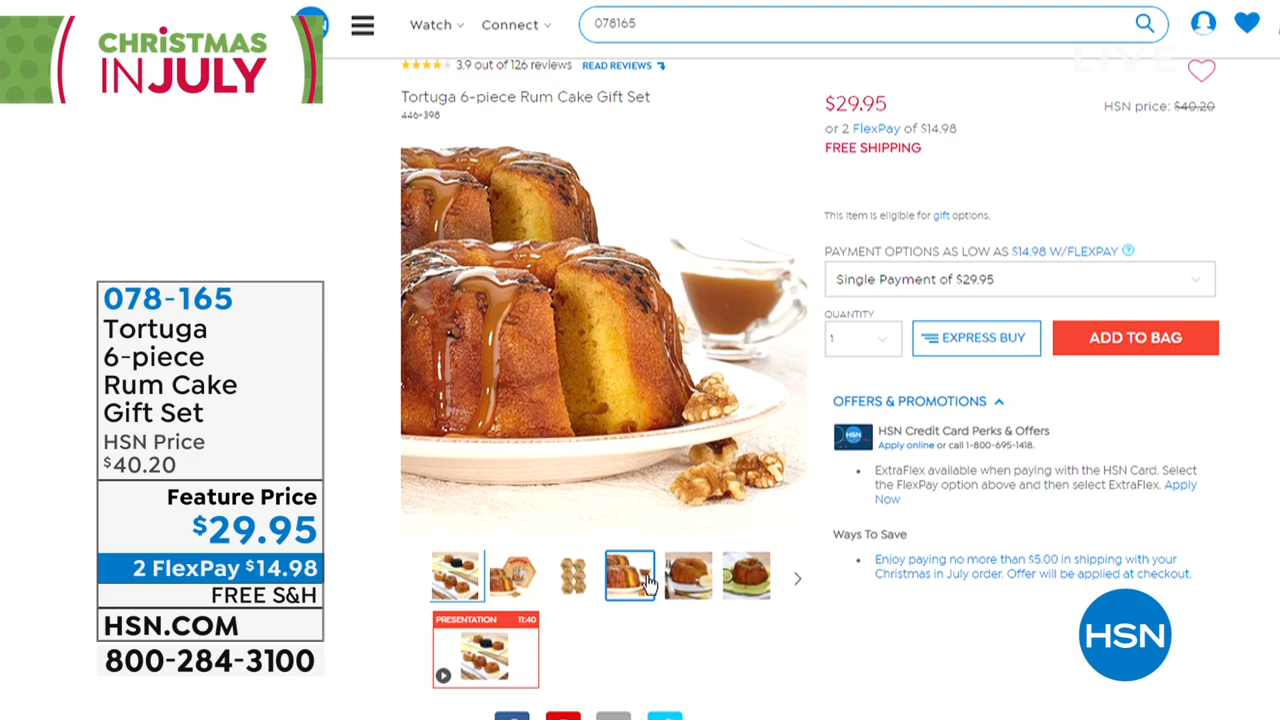 CHRiSTMAS
IN JULY
Watch
Connect
078165
LIVE
3.9 out of 126 reviews READ REVIEWS
Tortuga 6-piece Rum Cake Gift Set
446-398
$29.95
HSN price: $40.20
or 2 FlexPay of $14.98
FREE SHIPPING
This item is eligible for gift options.
PAYMENT OPTIONS AS LOW AS $14.98 W/FLEXPAY ?
Single Payment of $29.95
QUANTITY
1
EXPRESS BUY
ADD TO BAG
OFFERS & PROMOTIONS
HSN
HSN Credit Card Perks & Offers
Apply online or call 1-800-695-1418.
ExtraFlex available when paying with the HSN Card. Select
the FlexPay option above and then select ExtraFlex. Apply
Now
Ways To Save
Enjoy paying no more than $5.00 in shipping with your
Christmas in July order. Offer will be applied at checkout.
PRESENTATION 11:40
078-165
Tortuga
6-piece
Rum Cake
Gift Set
HSN Price
$40.20
Feature Price
$29.95
2 FlexPay $14.98
FREE S&H
HSN.COM
800-284-3100
HSN